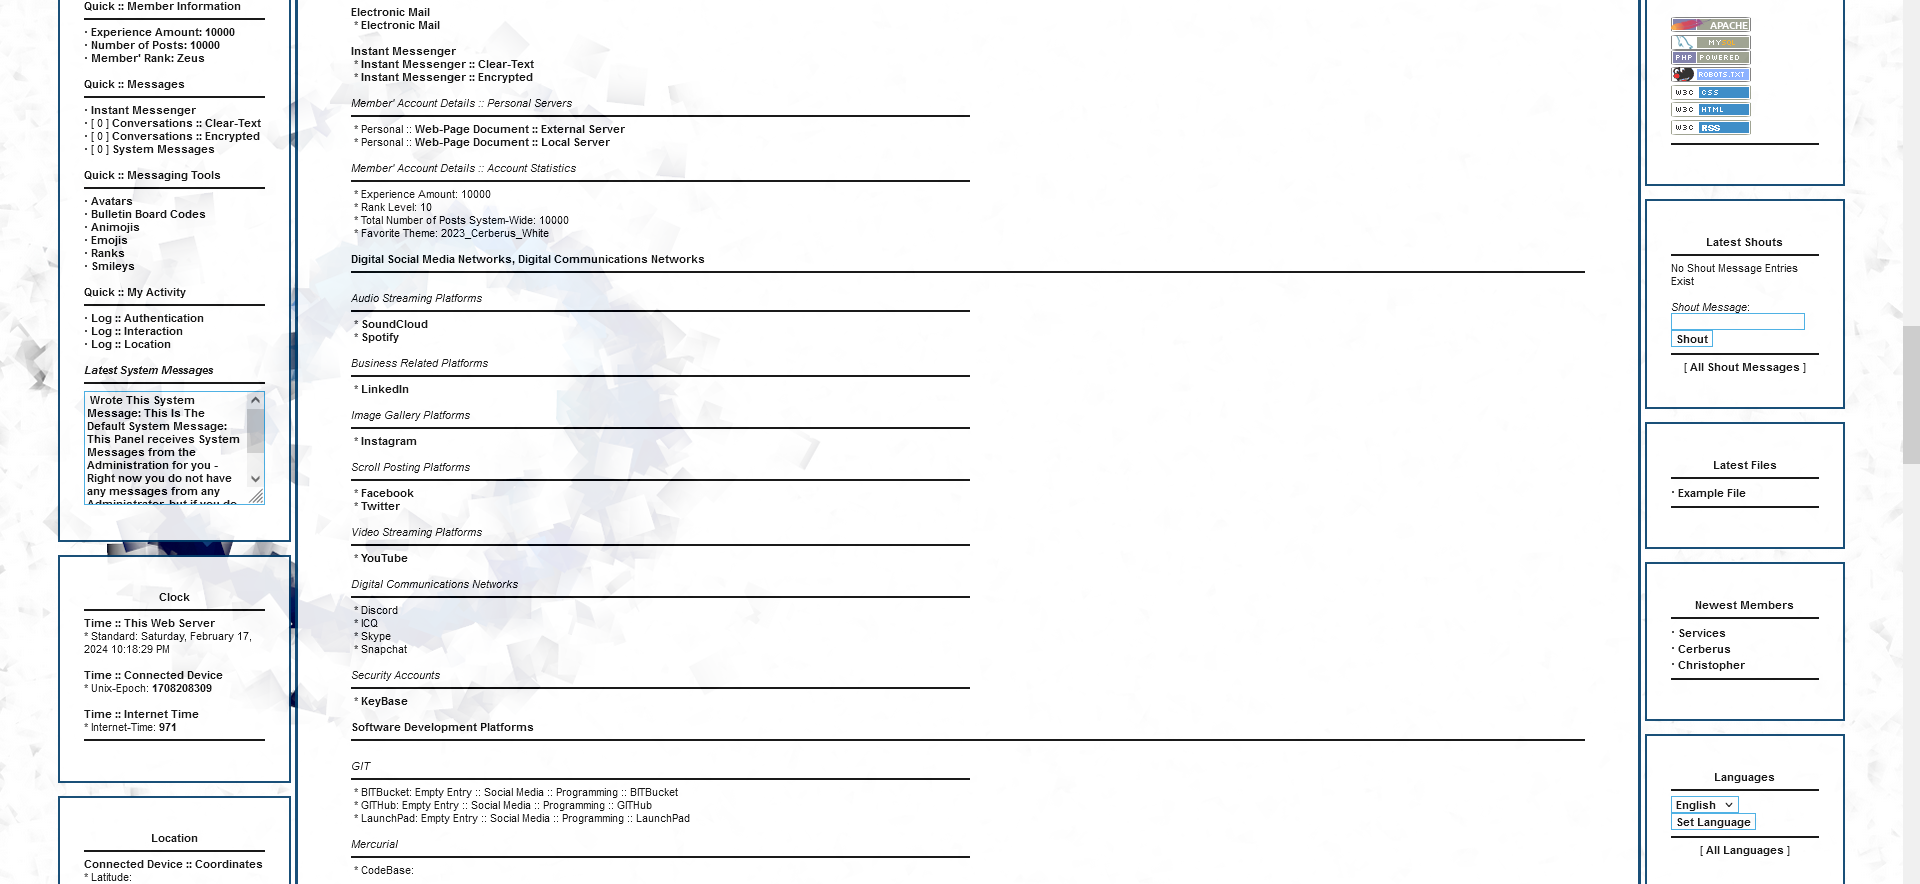 Quick :: Member Information
· Experience Amount: 10000
· Number of Posts: 10000
· Member' Rank: Zeus
Quick :: Messages
· Instant Messenger
· [ 0 ] Conversations :: Clear-Text
· [ 0 ] Conversations :: Encrypted
· [ 0 ] System Messages
Quick :: Messaging Tools
· Avatars
· Bulletin Board Codes
· Animojis
· Emojis
· Ranks
· Smileys
Quick :: My Activity
· Log :: Authentication
· Log :: Interaction
· Log :: Location
Latest System Messages
Wrote This System
Message: This Is The
Default System Message:
This Panel receives System
Messages from the
Administration for you -
Right now you do not have
any messages from any
Administrator, but if you do
Clock
Time :: This Web Server
* Standard: Saturday, February 17,
2024 10:18:29 PM
Time :: Connected Device
* Unix-Epoch: 1708208309
Time :: Internet Time
* Internet-Time: 971
Location
Connected Device :: Coordinates
* Latitude:
Electronic Mail
* Electronic Mail
Instant Messenger
* Instant Messenger :: Clear-Text
* Instant Messenger :: Encrypted
Member' Account Details :: Personal Servers
* Personal :: Web-Page Document :: External Server
* Personal :: Web-Page Document :: Local Server
Member' Account Details :: Account Statistics
* Experience Amount: 10000
* Rank Level: 10
* Total Number of Posts System-Wide: 10000
* Favorite Theme: 2023_Cerberus_White
Digital Social Media Networks, Digital Communications Networks
Audio Streaming Platforms
* SoundCloud
* Spotify
Business Related Platforms
* LinkedIn
Image Gallery Platforms
* Instagram
Scroll Posting Platforms
* Facebook
* Twitter
Video Streaming Platforms
* YouTube
Digital Communications Networks
* Discord
* ICQ
* Skype
* Snapchat
Security Accounts
* KeyBase
Software Development Platforms
GIT
* BITBucket: Empty Entry :: Social Media :: Programming :: BITBucket
* GITHub: Empty Entry :: Social Media :: Programming :: GITHub
* LaunchPad: Empty Entry :: Social Media :: Programming :: LaunchPad
Mercurial
* CodeBase:
APACHE
MYSQL
PHP POWERED
ROBOTS.TXT
W3C CSS
W3C HTML
W3C RSS
Latest Shouts
No Shout Message Entries
Exist
Shout Message:
Shout
[ All Shout Messages ]
Latest Files
· Example File
Newest Members
· Services
· Cerberus
· Christopher
Languages
English
Set Language
[ All Languages ]